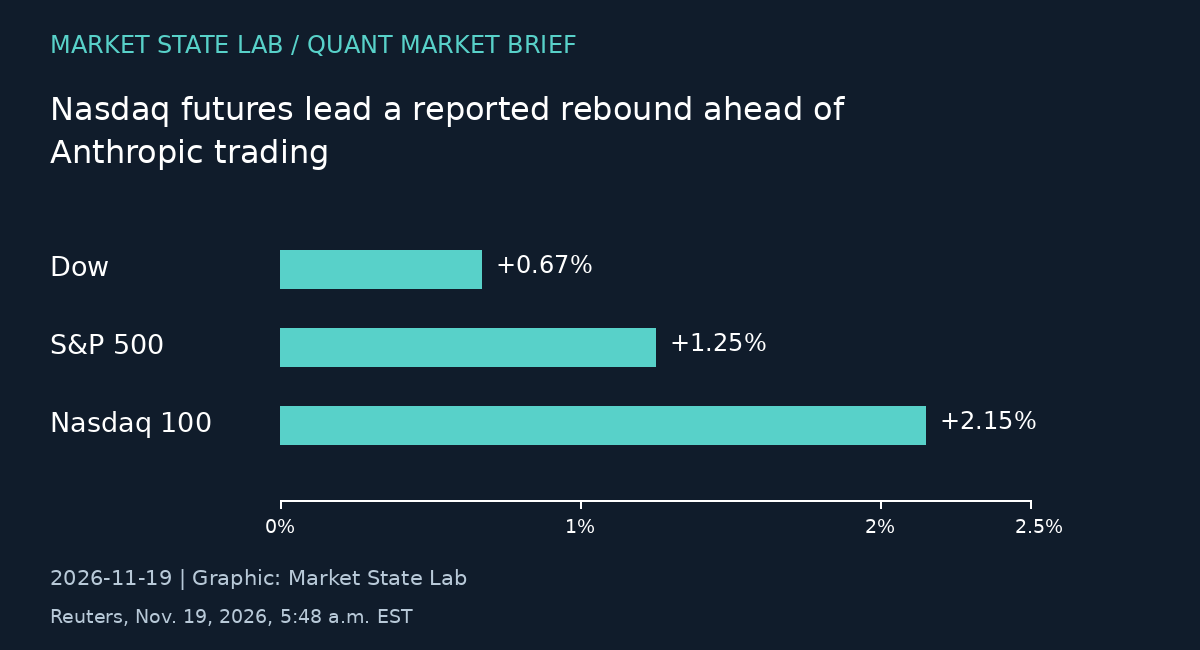 MARKET STATE LAB / QUANT MARKET BRIEF
Nasdaq futures lead a reported rebound ahead of
Anthropic trading
Dow +0.67%
S&P 500 +1.25%
Nasdaq 100 +2.15%
0% 1% 2% 2.5%
2026-11-19 | Graphic: Market State Lab
Reuters, Nov. 19, 2026, 5:48 a.m. EST